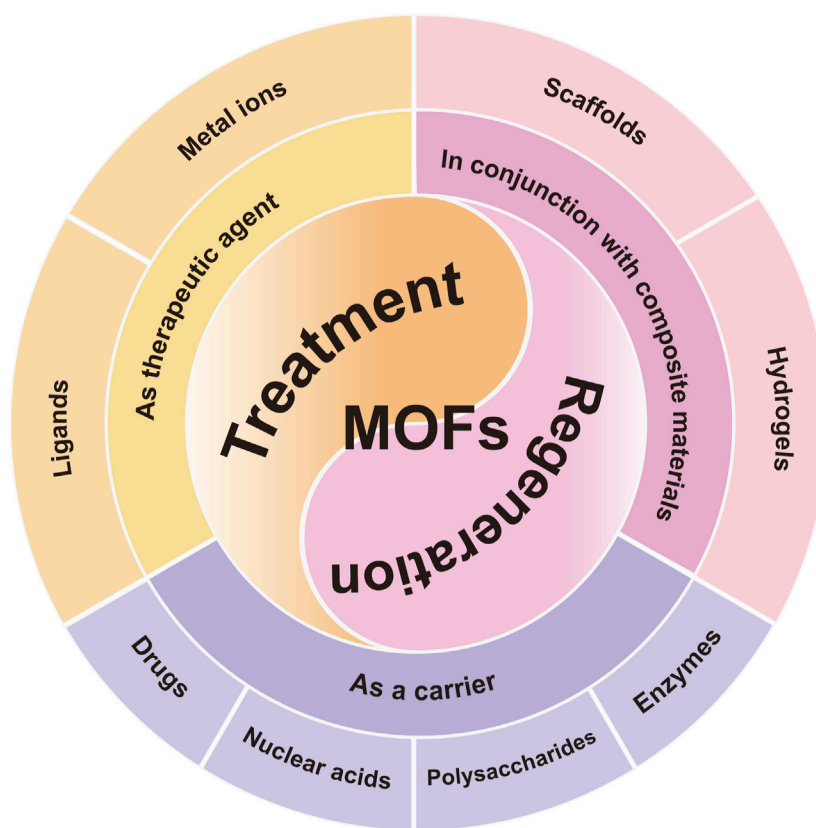 Metal ions
Scaffolds
As therapeutic agent
In conjunction with composite materials
Treatment
MOFs
Regeneration
Ligands
Hydrogels
As a carrier
Drugs
Nuclear acids
Polysaccharides
Enzymes